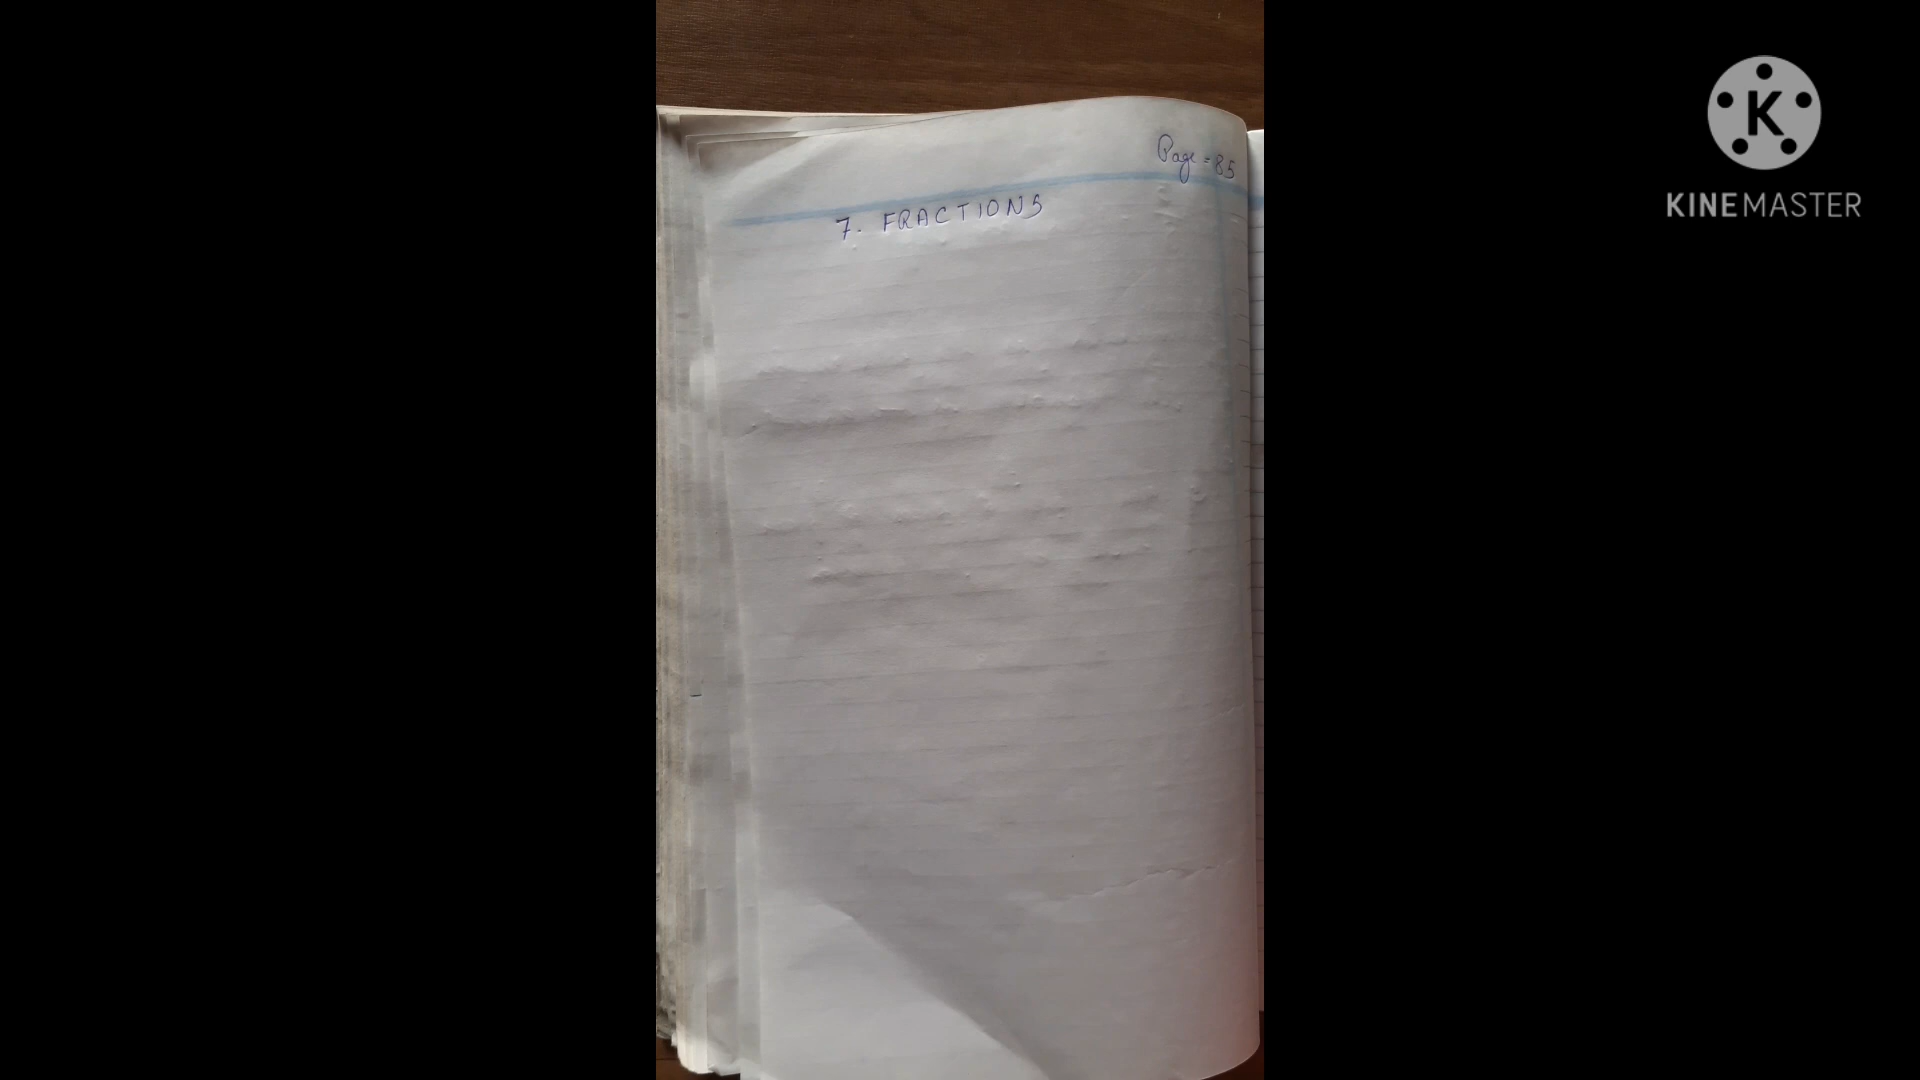 Page = 85
7. FRACTIONS
K
KINEMASTER